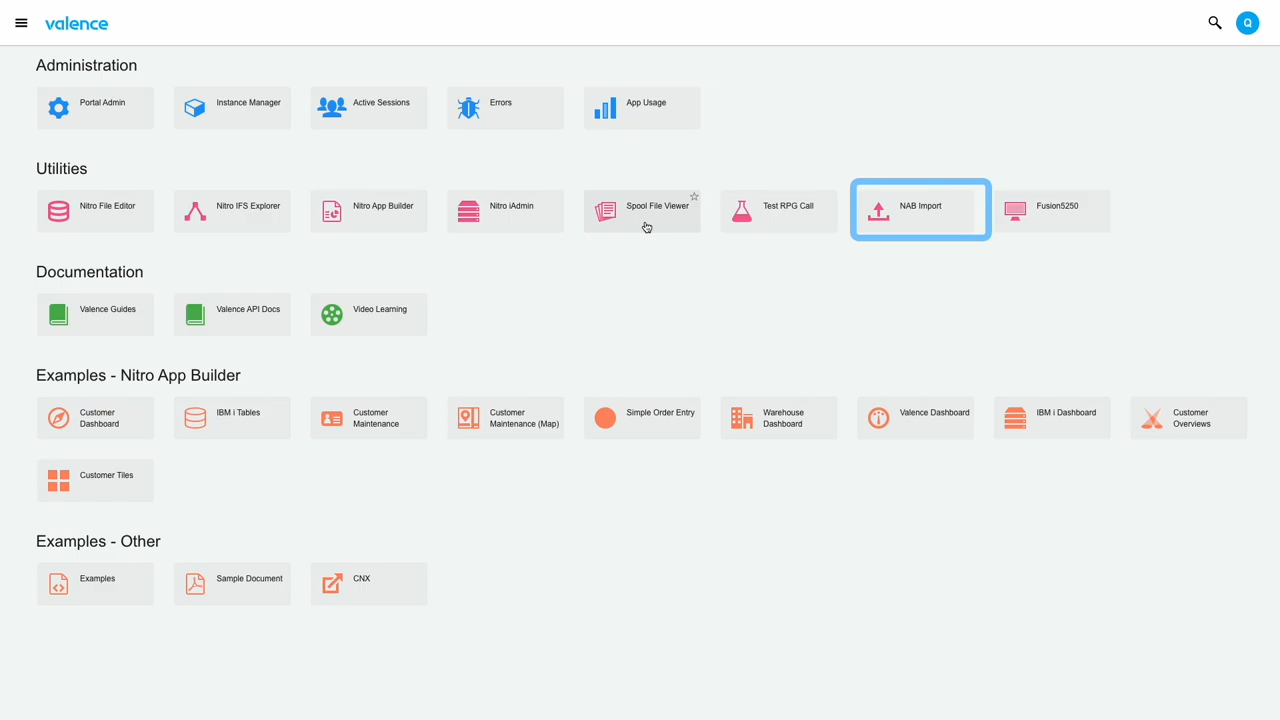 valence
Q
Administration
Portal Admin
Instance Manager
Active Sessions
Errors
App Usage
Utilities
Nitro File Editor
Nitro IFS Explorer
Nitro App Builder
Nitro iAdmin
Spool File Viewer
Test RPG Call
NAB Import
Fusion5250
Documentation
Valence Guides
Valence API Docs
Video Learning
Examples - Nitro App Builder
Customer
Dashboard
IBM i Tables
Customer
Maintenance
Customer
Maintenance (Map)
Simple Order Entry
Warehouse
Dashboard
Valence Dashboard
IBM i Dashboard
Customer
Overviews
Customer Tiles
Examples - Other
Examples
Sample Document
CNX